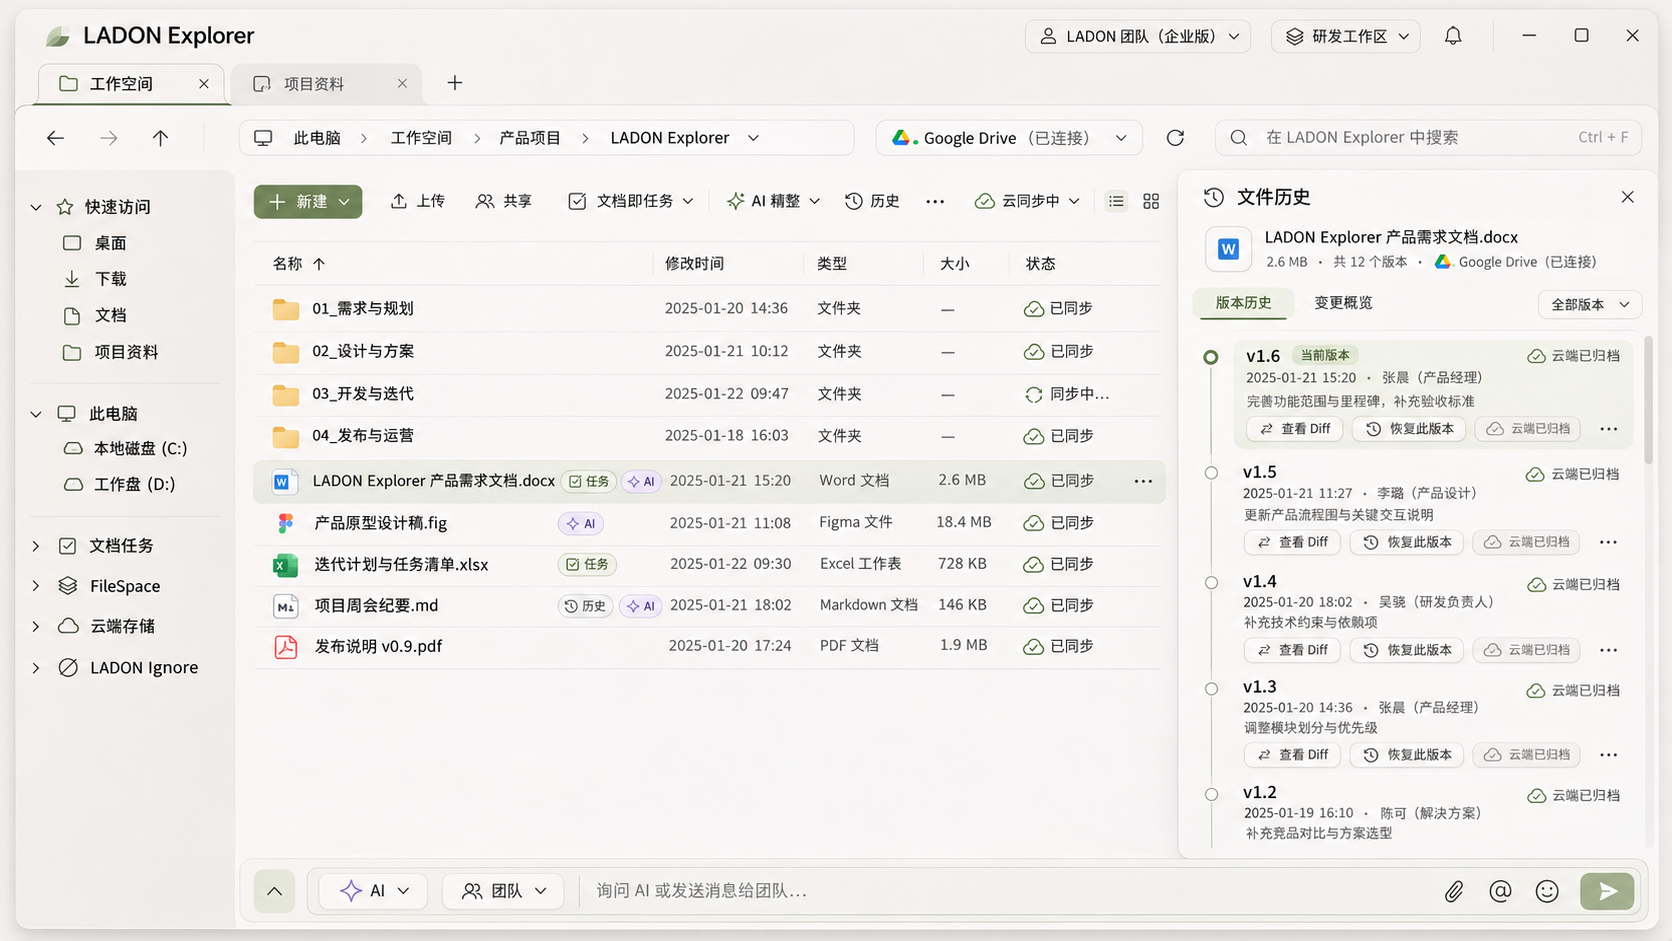 LADON Explorer
LADON 团队（企业版）
研发工作区
工作空间
项目资料
此电脑 > 工作空间 > 产品项目 > LADON Explorer
Google Drive（已连接）
在 LADON Explorer 中搜索 Ctrl + F
快速访问
桌面
下载
文档
项目资料
此电脑
本地磁盘 (C:)
工作盘 (D:)
文档任务
FileSpace
云端存储
LADON Ignore
新建 上传 共享 文档即任务 AI 精整 历史 ··· 云同步中
名称 修改时间 类型 大小 状态
01_需求与规划 2025-01-20 14:36 文件夹 — 已同步
02_设计与方案 2025-01-21 10:12 文件夹 — 已同步
03_开发与迭代 2025-01-22 09:47 文件夹 — 同步中...
04_发布与运营 2025-01-18 16:03 文件夹 — 已同步
LADON Explorer 产品需求文档.docx 任务 AI 2025-01-21 15:20 Word 文档 2.6 MB 已同步
产品原型设计稿.fig AI 2025-01-21 11:08 Figma 文件 18.4 MB 已同步
迭代计划与任务清单.xlsx 任务 2025-01-22 09:30 Excel 工作表 728 KB 已同步
项目周会纪要.md 历史 AI 2025-01-21 18:02 Markdown 文档 146 KB 已同步
发布说明 v0.9.pdf 2025-01-20 17:24 PDF 文档 1.9 MB 已同步
文件历史
LADON Explorer 产品需求文档.docx
2.6 MB · 共 12 个版本 · Google Drive（已连接）
版本历史 变更概览 全部版本
v1.6 当前版本 云端已归档
2025-01-21 15:20 · 张晨（产品经理）
完善功能范围与里程碑，补充验收标准
查看 Diff 恢复此版本 云端已归档
v1.5 云端已归档
2025-01-21 11:27 · 李璐（产品设计）
更新产品流程图与关键交互说明
查看 Diff 恢复此版本 云端已归档
v1.4 云端已归档
2025-01-20 18:02 · 吴骁（研发负责人）
补充技术约束与依赖项
查看 Diff 恢复此版本 云端已归档
v1.3 云端已归档
2025-01-20 14:36 · 张晨（产品经理）
调整模块划分与优先级
查看 Diff 恢复此版本 云端已归档
v1.2 云端已归档
2025-01-19 16:10 · 陈可（解决方案）
补充竞品对比与方案选型
AI 团队 询问 AI 或发送消息给团队...